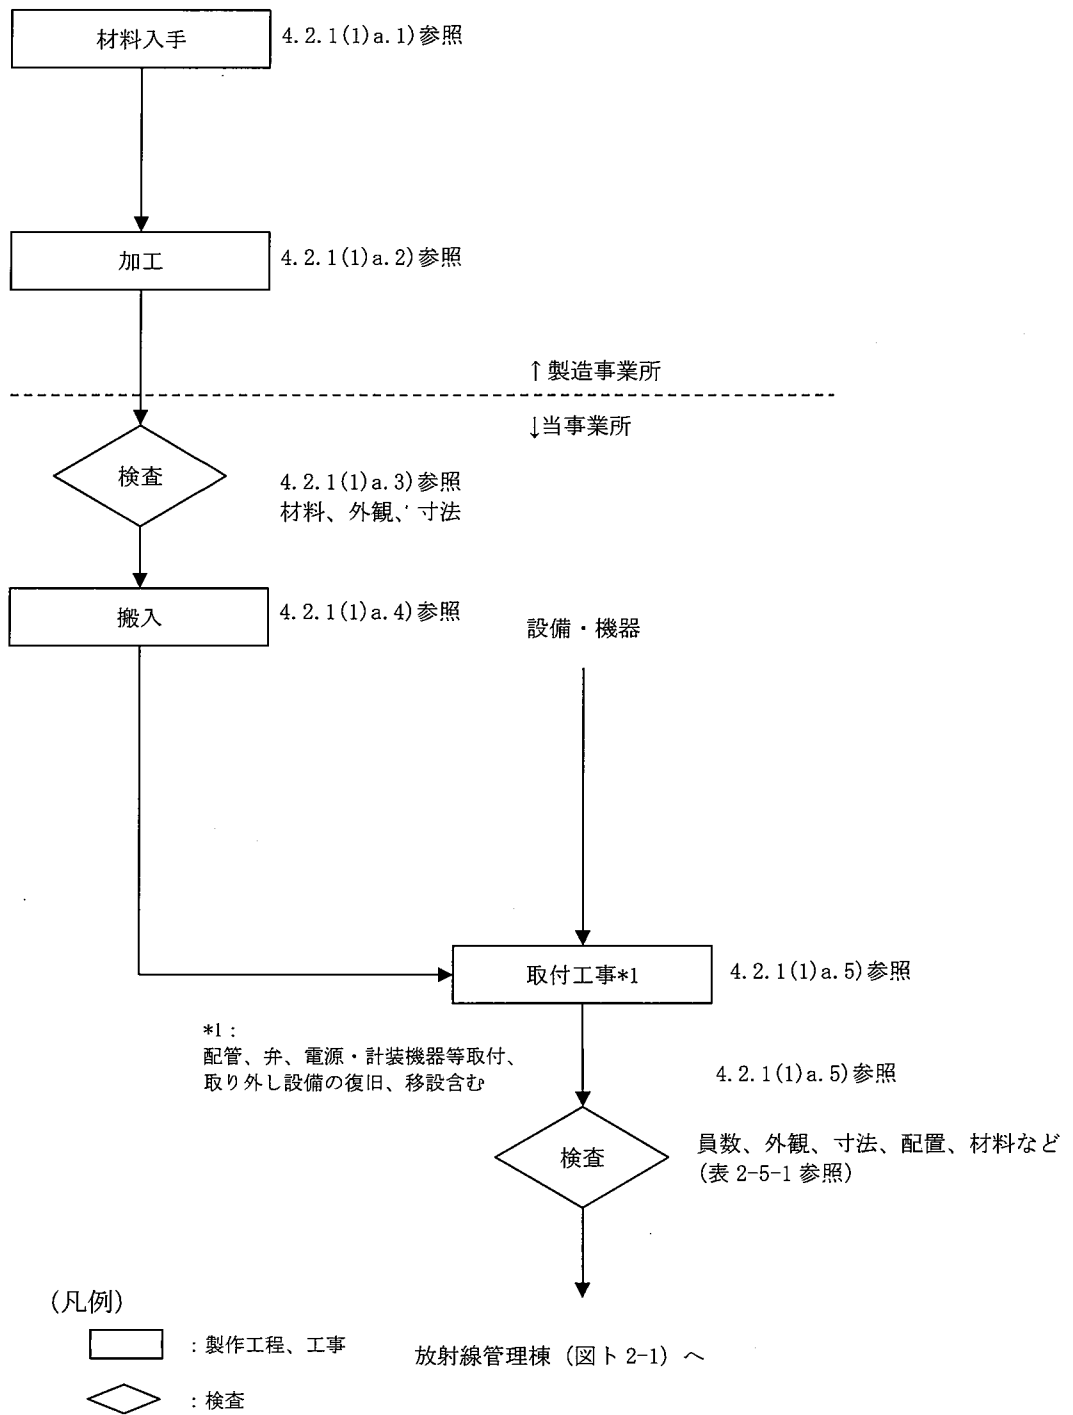 材料入手
4.2.1(1)a.1)参照
加工
4.2.1(1)a.2)参照
↑製造事業所
↓当事業所
検査
4.2.1(1)a.3)参照
材料、外観、寸法
搬入
4.2.1(1)a.4)参照
設備・機器
取付工事*1
4.2.1(1)a.5)参照
*1：
配管、弁、電源・計装機器等取付、
取り外し設備の復旧、移設含む
4.2.1(1)a.5)参照
検査
員数、外観、寸法、配置、材料など
(表2-5-1参照)
(凡例)
：製作工程、工事
：検査
放射線管理棟（図ト2-1）へ